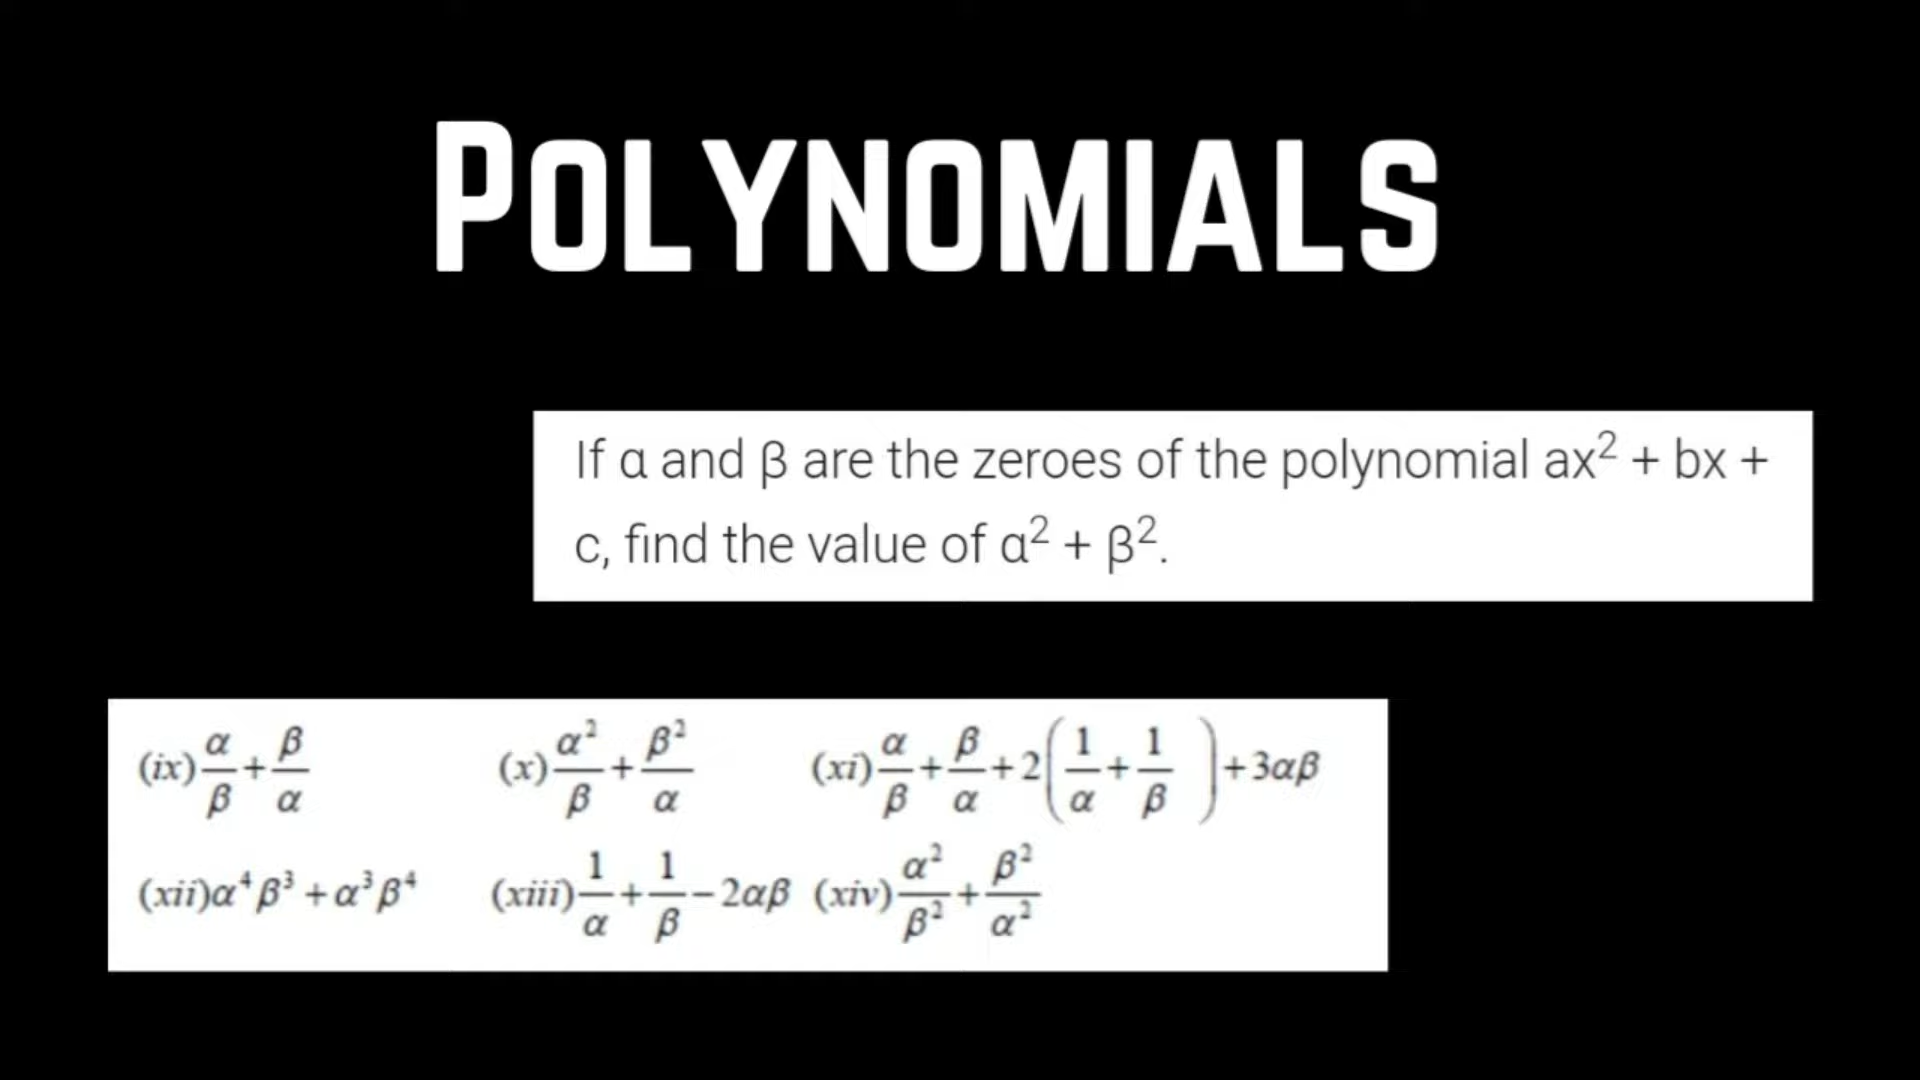 POLYNOMIALS
If α and β are the zeroes of the polynomial ax² + bx +
c, find the value of α² + β².
(ix) α/β + β/α (x) α²/β + β²/α (xi) α/β + β/α + 2(1/α + 1/β) + 3αβ
(xii) α⁴β³ + α³β⁴ (xiii) 1/α + 1/β − 2αβ (xiv) α²/β² + β²/α²